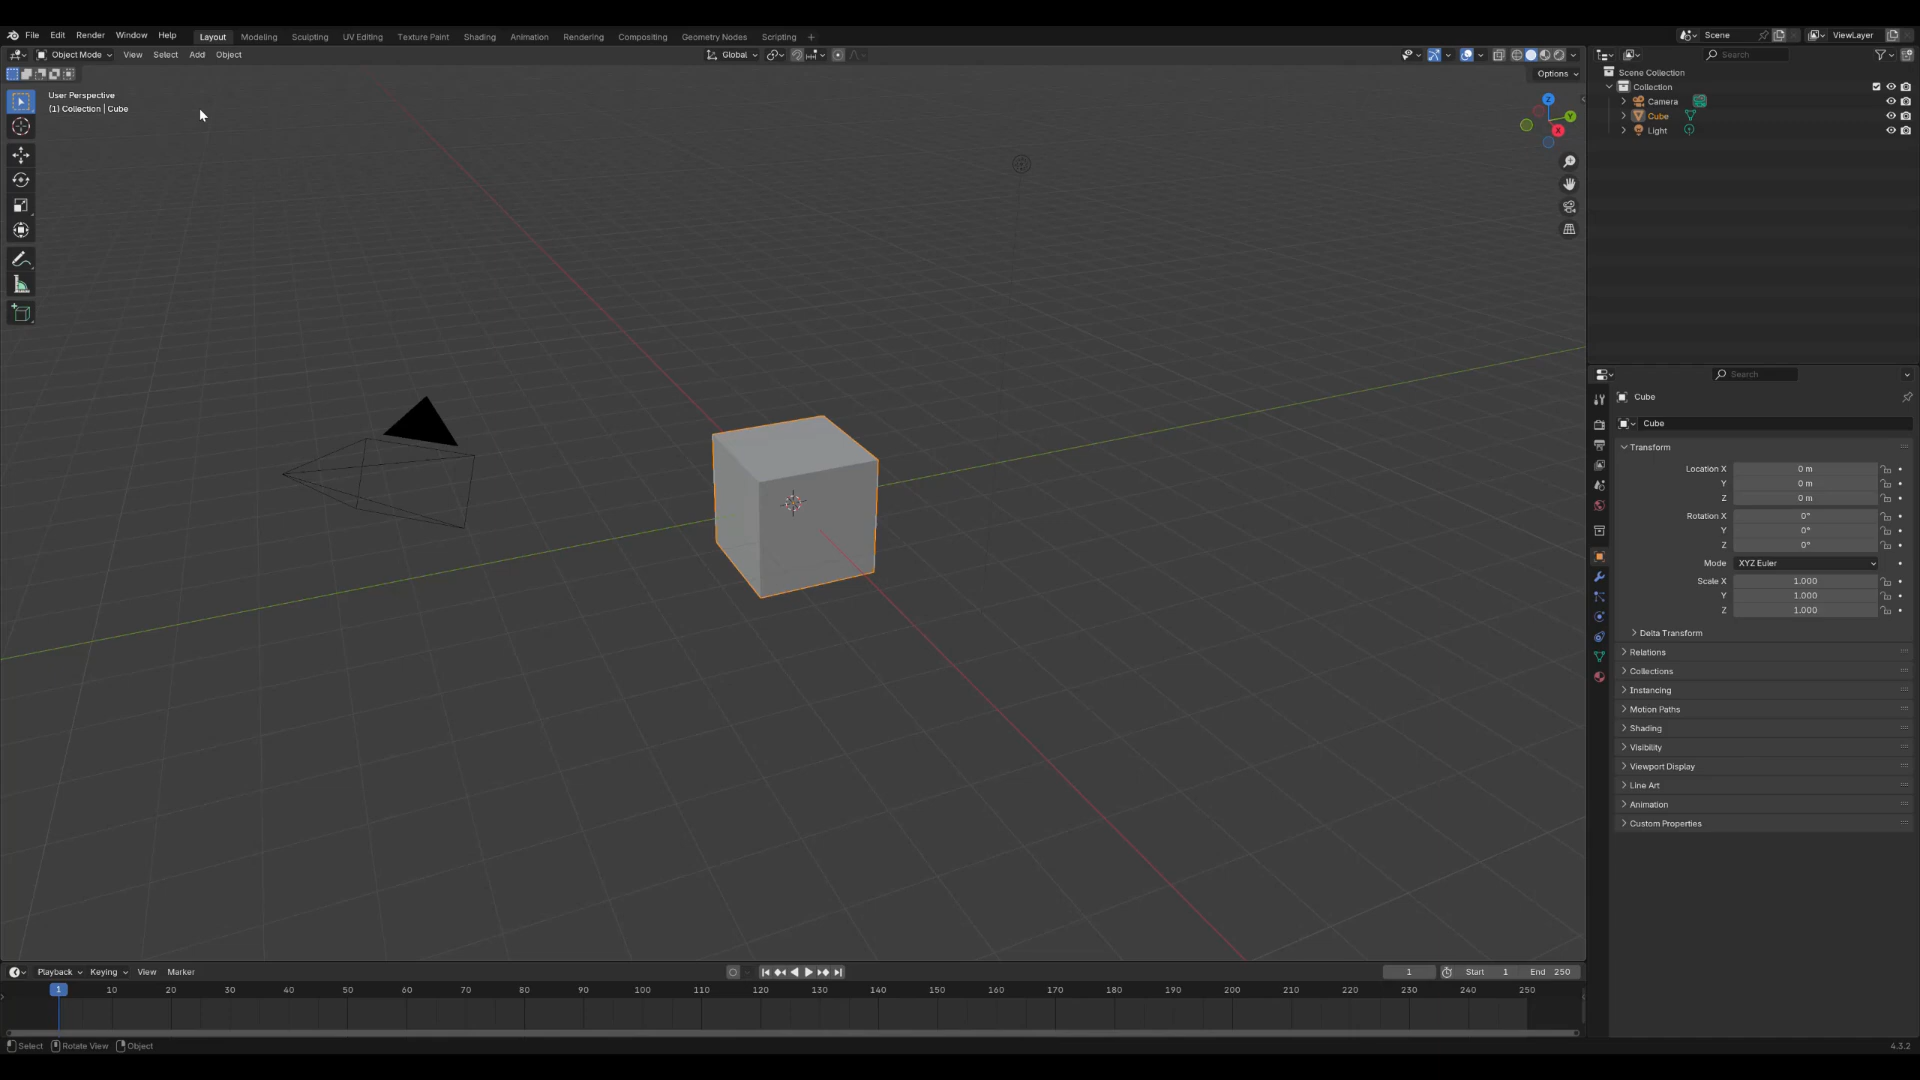 File Edit Render Window Help Layout Modeling Sculpting UV Editing Texture Paint Shading Animation Rendering Compositing Geometry Nodes Scripting + Scene ViewLayer
Object Mode View Select Add Object Global Search
Options
User Perspective
(1) Collection | Cube
Z
Y
X
Scene Collection
Collection
Camera
Cube
Light
Search
Cube
Cube
Transform
Location X 0 m
Y 0 m
Z 0 m
Rotation X 0°
Y 0°
Z 0°
Mode XYZ Euler
Scale X 1.000
Y 1.000
Z 1.000
Delta Transform
Relations
Collections
Instancing
Motion Paths
Shading
Visibility
Viewport Display
Line Art
Animation
Custom Properties
Playback Keying View Marker 1 Start 1 End 250
1 10 20 30 40 50 60 70 80 90 100 110 120 130 140 150 160 170 180 190 200 210 220 230 240 250
Select Rotate View Object 4.3.2